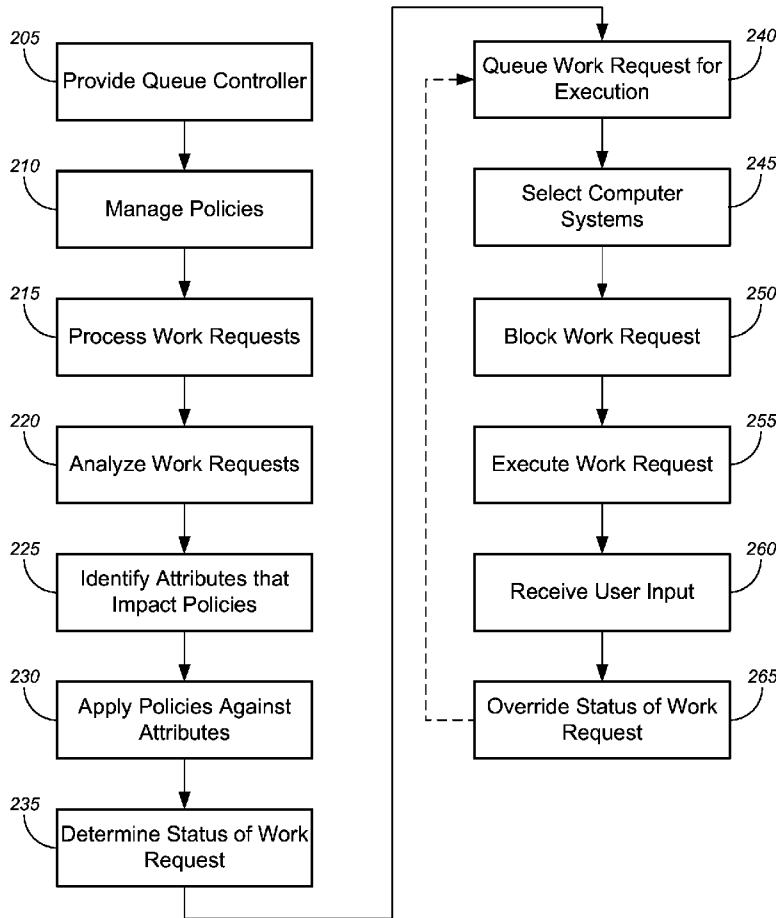 205
Provide Queue Controller
210
Manage Policies
215
Process Work Requests
220
Analyze Work Requests
225
Identify Attributes that
Impact Policies
230
Apply Policies Against
Attributes
235
Determine Status of Work
Request
240
Queue Work Request for
Execution
245
Select Computer
Systems
250
Block Work Request
255
Execute Work Request
260
Receive User Input
265
Override Status of Work
Request